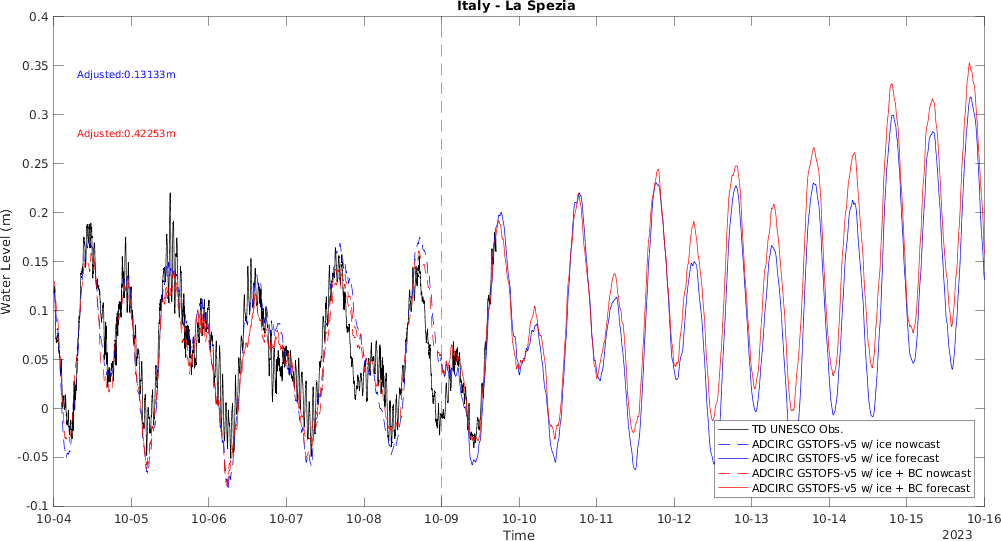 Italy - La Spezia
0.4
0.35
0.3
0.25
0.2
0.15
0.1
0.05
0
-0.05
-0.1
Water Level (m)
Adjusted:0.13133m
Adjusted:0.42253m
TD UNESCO Obs.
ADCIRC GSTOFS-v5 w/ ice nowcast
ADCIRC GSTOFS-v5 w/ ice forecast
ADCIRC GSTOFS-v5 w/ ice + BC nowcast
ADCIRC GSTOFS-v5 w/ ice + BC forecast
10-04 10-05 10-06 10-07 10-08 10-09 10-10 10-11 10-12 10-13 10-14 10-15 10-16
Time
2023